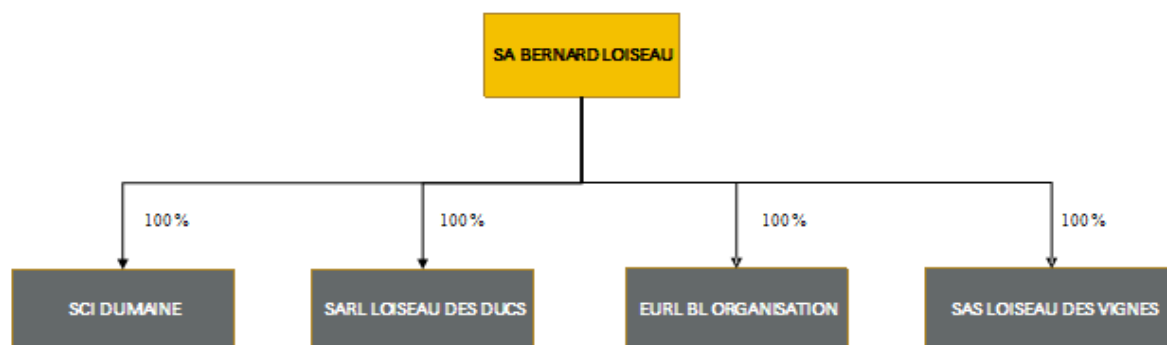 SA BERNARD LOISEAU
100% 100% 100% 100%
SCI DUMAINE SARL LOISEAU DES DUCS EURL BL ORGANISATION SAS LOISEAU DES VIGNES